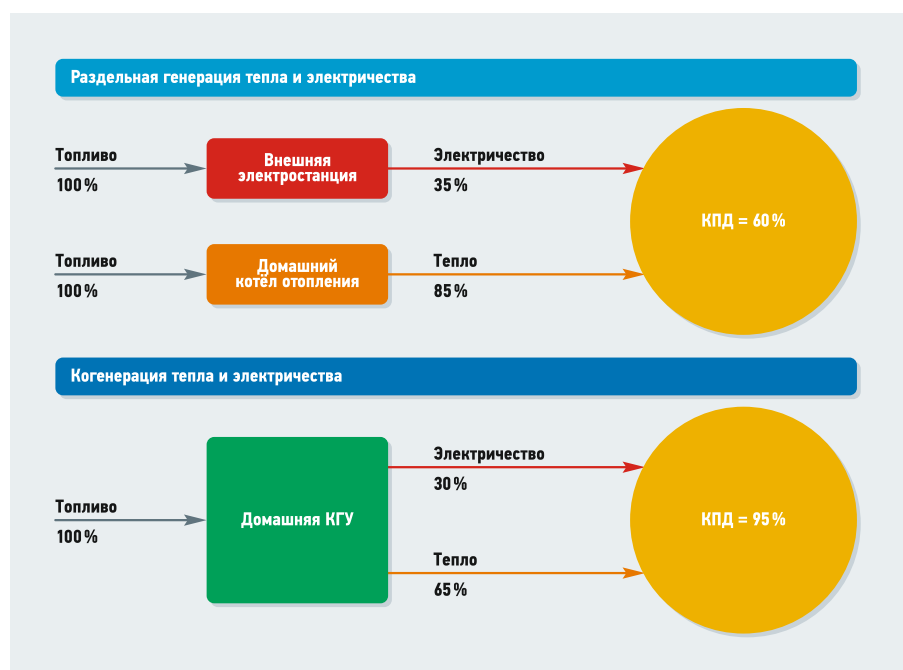 Раздельная генерация тепла и электричества
Топливо
100 %
Внешняя
электростанция
Электричество
35 %
Топливо
100 %
Домашний
котёл отопления
Тепло
85 %
КПД = 60 %
Когенерация тепла и электричества
Топливо
100 %
Домашняя КГУ
Электричество
30 %
Тепло
65 %
КПД = 95 %